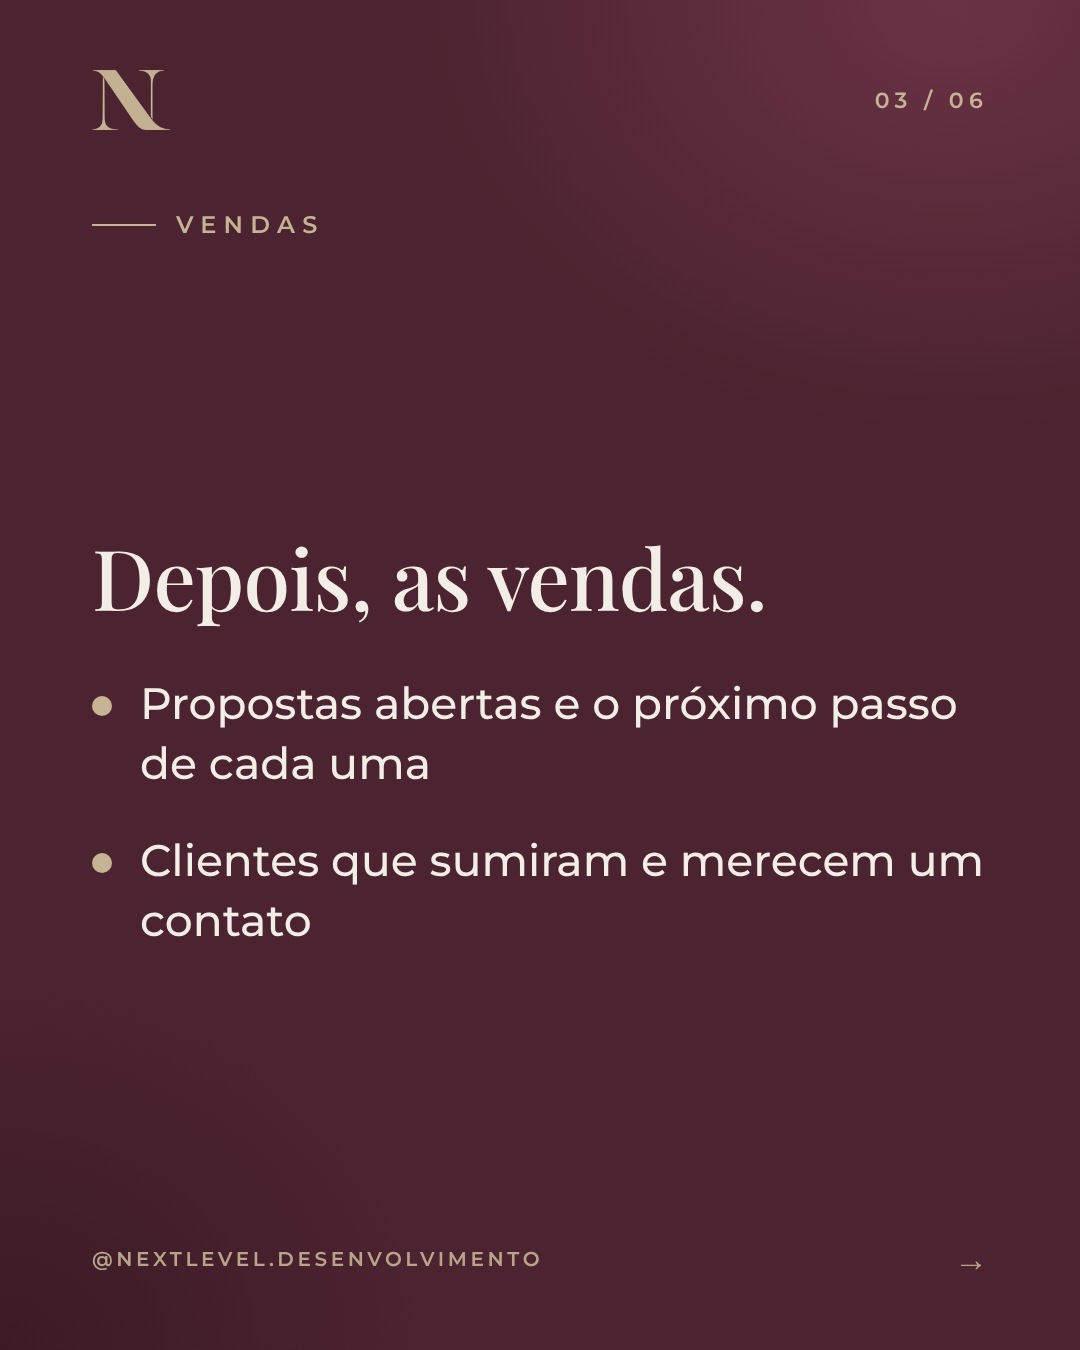 N
03 / 06
VENDAS
Depois, as vendas.
Propostas abertas e o próximo passo
de cada uma
Clientes que sumiram e merecem um
contato
@NEXTLEVEL.DESENVOLVIMENTO
→